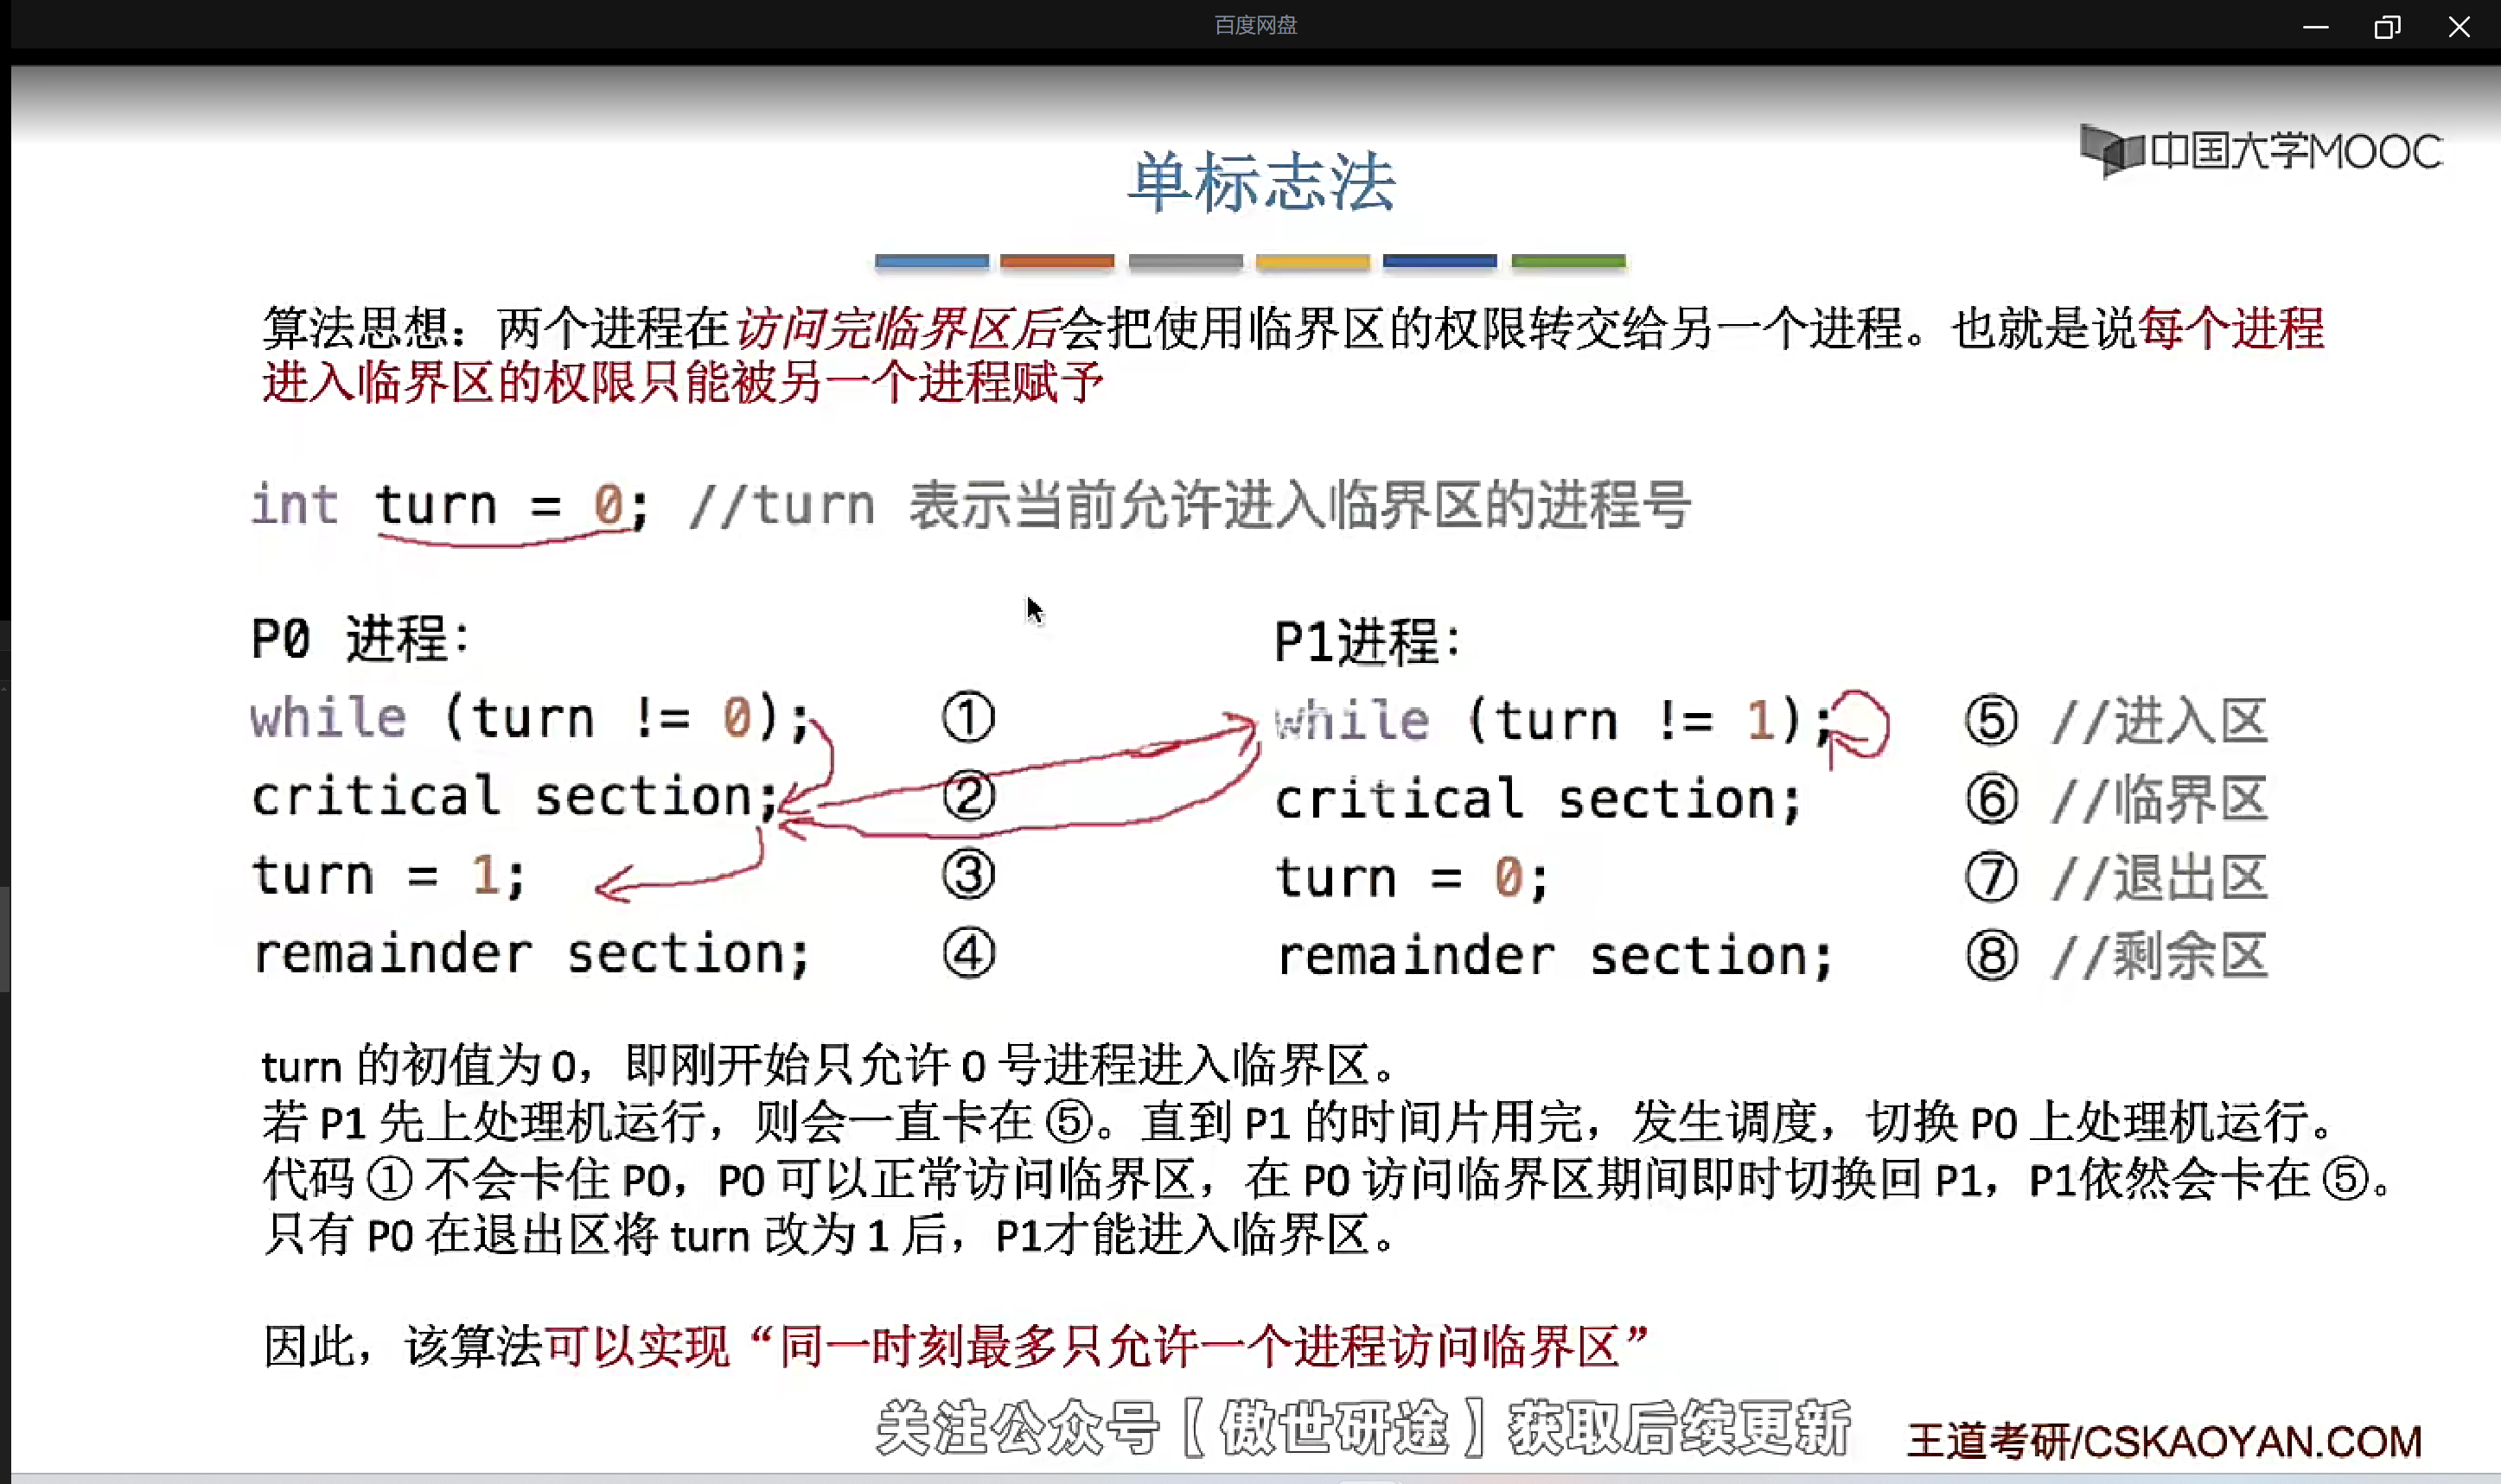 百度网盘
中国大学MOOC
单标志法
算法思想：两个进程在访问完临界区后会把使用临界区的权限转交给另一个进程。也就是说每个进程
进入临界区的权限只能被另一个进程赋予
int turn = 0; //turn 表示当前允许进入临界区的进程号
P0 进程：
while (turn != 0); ①
critical section; ②
turn = 1; ③
remainder section; ④
P1进程：
while (turn != 1); ⑤ //进入区
critical section; ⑥ //临界区
turn = 0; ⑦ //退出区
remainder section; ⑧ //剩余区
turn 的初值为 0，即刚开始只允许 0 号进程进入临界区。
若 P1 先上处理机运行，则会一直卡在 ⑤。直到 P1 的时间片用完，发生调度，切换 P0 上处理机运行。
代码 ① 不会卡住 P0，P0 可以正常访问临界区，在 P0 访问临界区期间即时切换回 P1，P1依然会卡在 ⑤。
只有 P0 在退出区将 turn 改为 1 后，P1才能进入临界区。
因此，该算法可以实现“同一时刻最多只允许一个进程访问临界区”
关注公众号【傲世研途】获取后续更新
王道考研/CSKAOYAN.COM